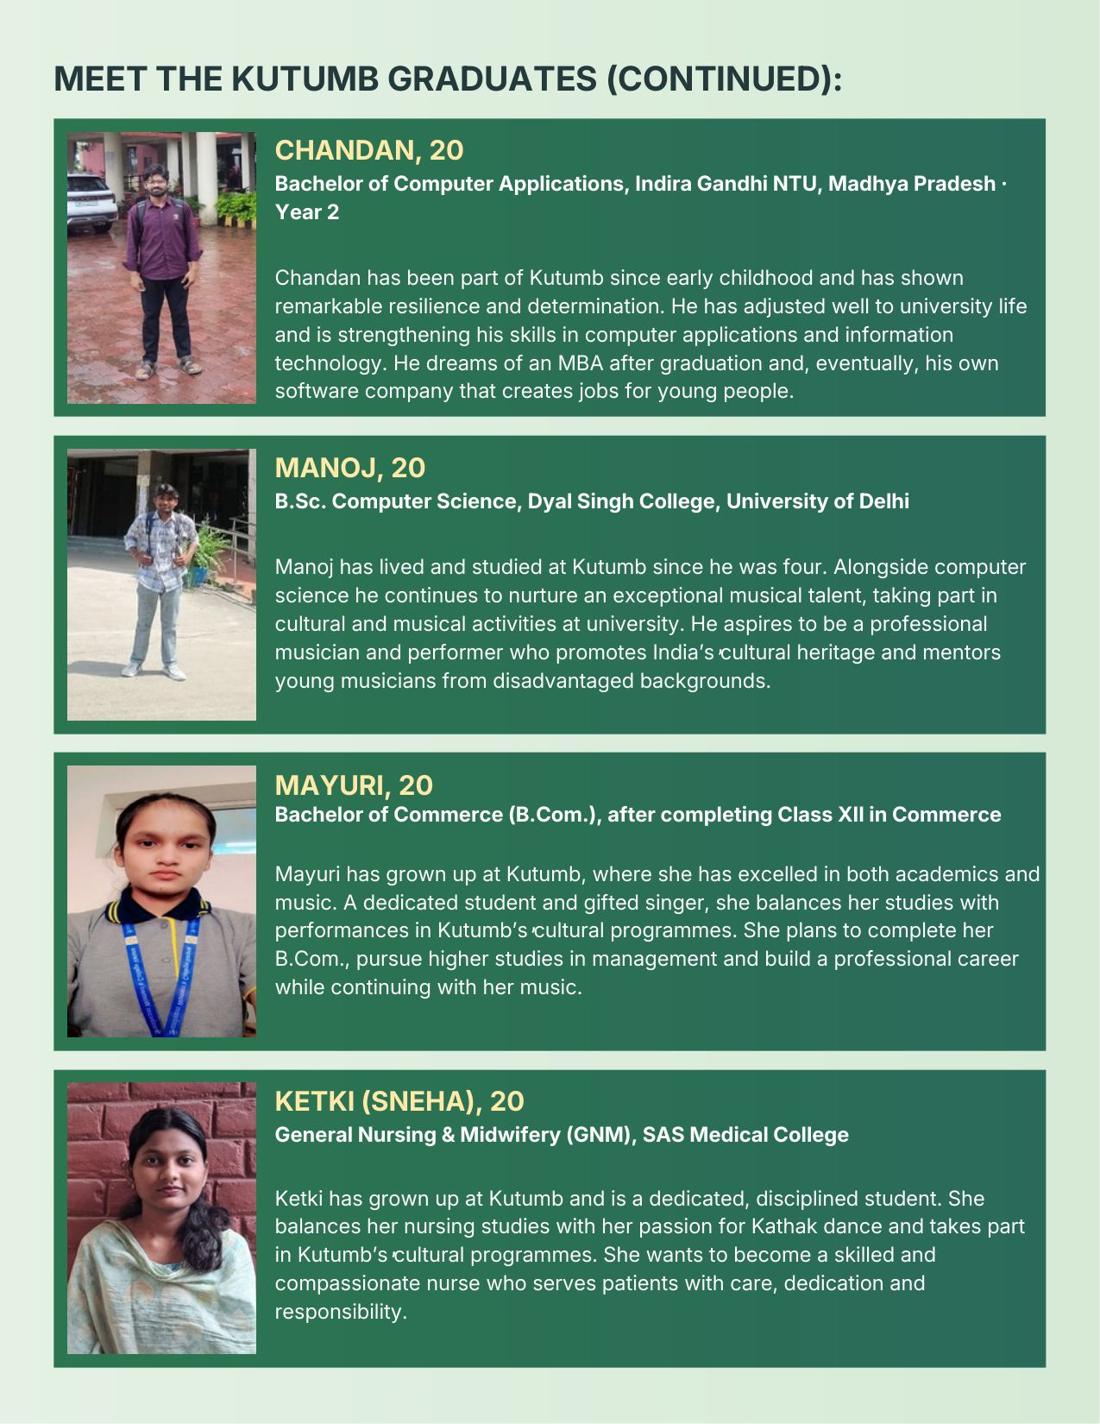 MEET THE KUTUMB GRADUATES (CONTINUED):
CHANDAN, 20
Bachelor of Computer Applications, Indira Gandhi NTU, Madhya Pradesh ·
Year 2
Chandan has been part of Kutumb since early childhood and has shown
remarkable resilience and determination. He has adjusted well to university life
and is strengthening his skills in computer applications and information
technology. He dreams of an MBA after graduation and, eventually, his own
software company that creates jobs for young people.
MANOJ, 20
B.Sc. Computer Science, Dyal Singh College, University of Delhi
Manoj has lived and studied at Kutumb since he was four. Alongside computer
science he continues to nurture an exceptional musical talent, taking part in
cultural and musical activities at university. He aspires to be a professional
musician and performer who promotes India’s cultural heritage and mentors
young musicians from disadvantaged backgrounds.
MAYURI, 20
Bachelor of Commerce (B.Com.), after completing Class XII in Commerce
Mayuri has grown up at Kutumb, where she has excelled in both academics and
music. A dedicated student and gifted singer, she balances her studies with
performances in Kutumb’s cultural programmes. She plans to complete her
B.Com., pursue higher studies in management and build a professional career
while continuing with her music.
KETKI (SNEHA), 20
General Nursing & Midwifery (GNM), SAS Medical College
Ketki has grown up at Kutumb and is a dedicated, disciplined student. She
balances her nursing studies with her passion for Kathak dance and takes part
in Kutumb’s cultural programmes. She wants to become a skilled and
compassionate nurse who serves patients with care, dedication and
responsibility.